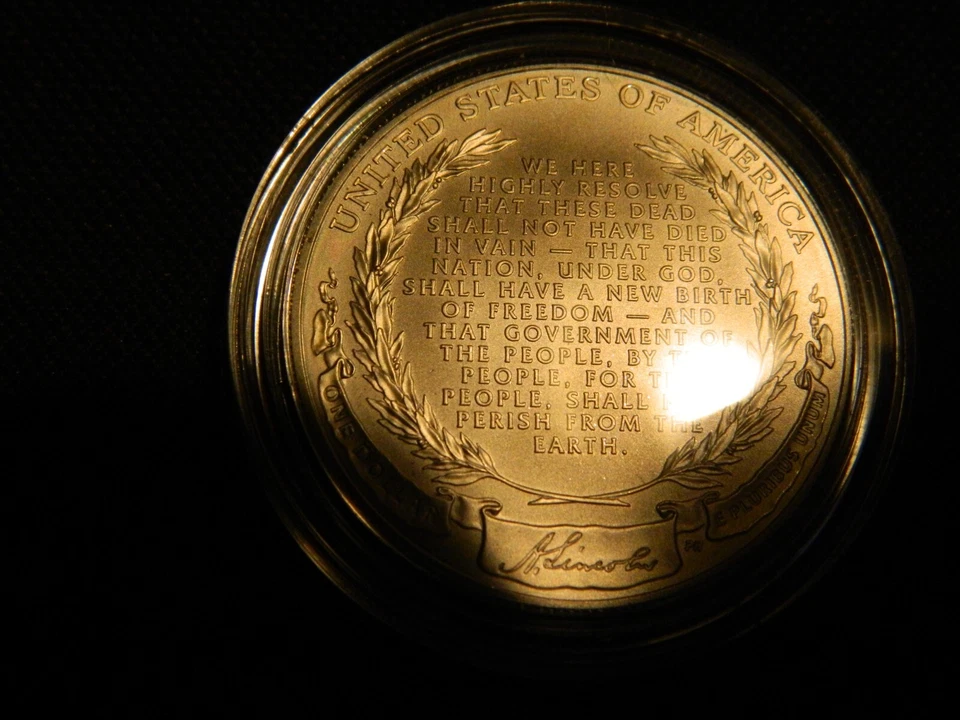 UNITED STATES OF AMERICA
WE HERE
HIGHLY RESOLVE
THAT THESE DEAD
SHALL NOT HAVE DIED
IN VAIN — THAT THIS
NATION, UNDER GOD,
SHALL HAVE A NEW BIRTH
OF FREEDOM — AND
THAT GOVERNMENT OF
THE PEOPLE, BY
PEOPLE, FOR
PEOPLE, SHALL
PERISH FROM THE
EARTH.
ONE
E PLURIBUS UNUM
A. Lincoln